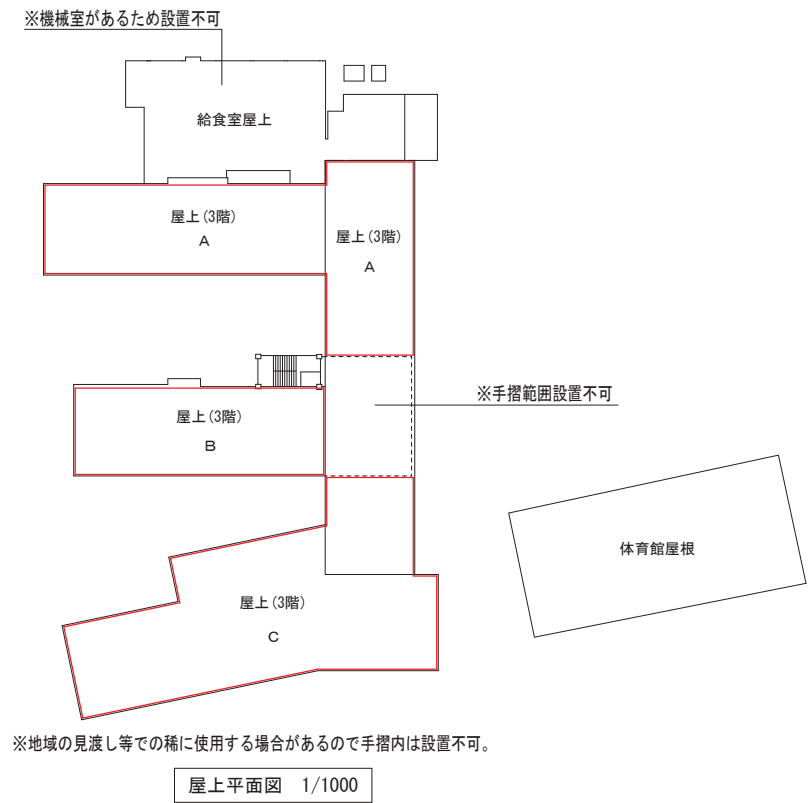 ※機械室があるため設置不可
給食室屋上
屋上(3階)
A
屋上(3階)
A
※手摺範囲設置不可
屋上(3階)
B
体育館屋根
屋上(3階)
C
※地域の見渡し等での稀に使用する場合があるので手摺内は設置不可。
屋上平面図 1/1000